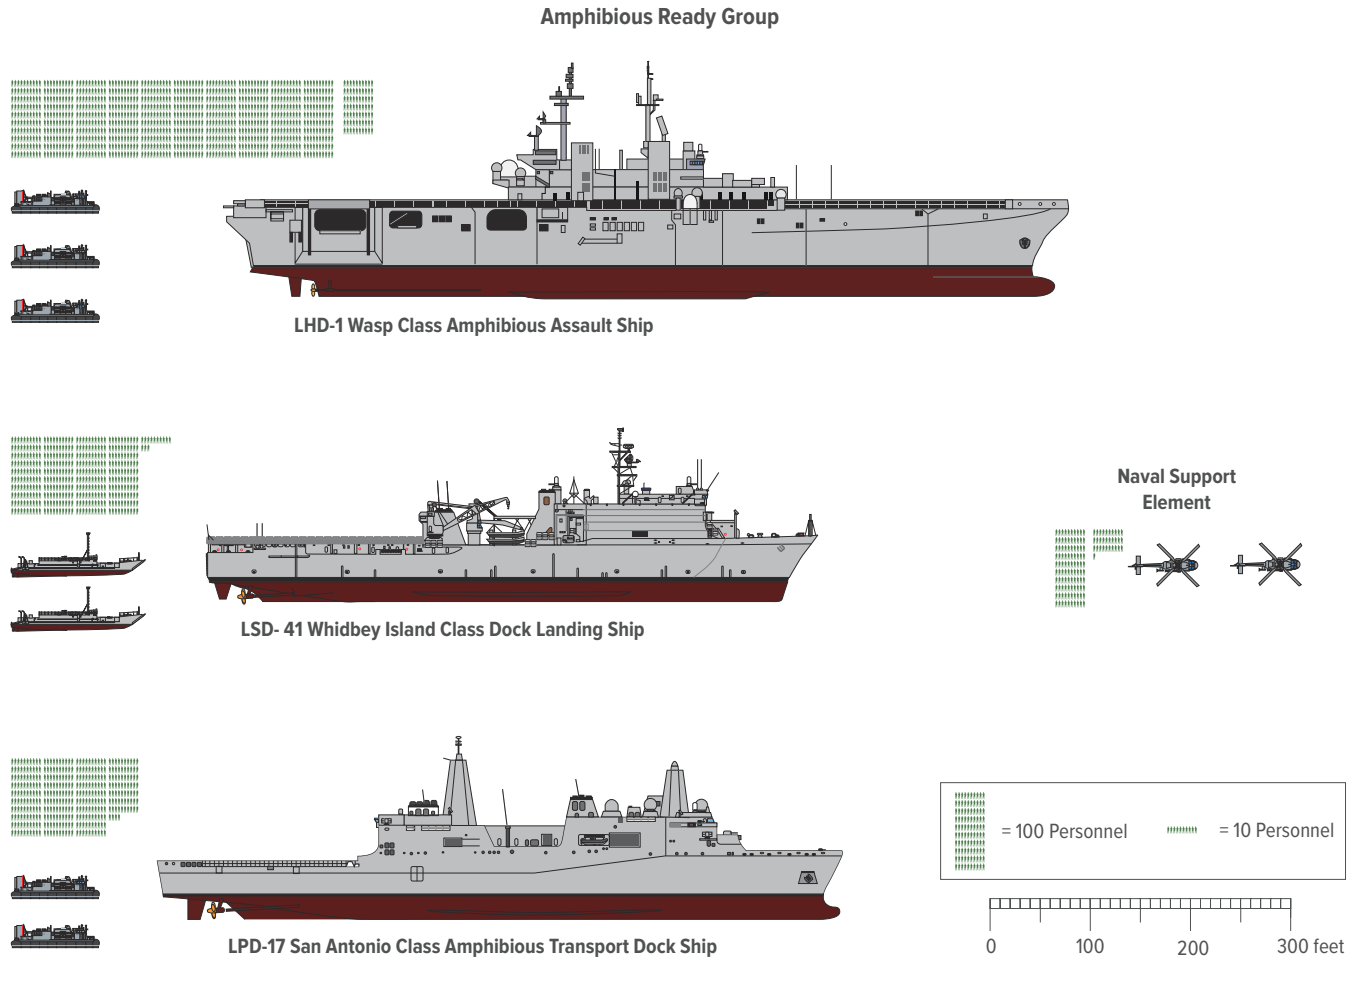 Amphibious Ready Group
LHD-1 Wasp Class Amphibious Assault Ship
Naval Support
Element
LSD- 41 Whidbey Island Class Dock Landing Ship
= 100 Personnel
= 10 Personnel
LPD-17 San Antonio Class Amphibious Transport Dock Ship
0 100 200 300 feet